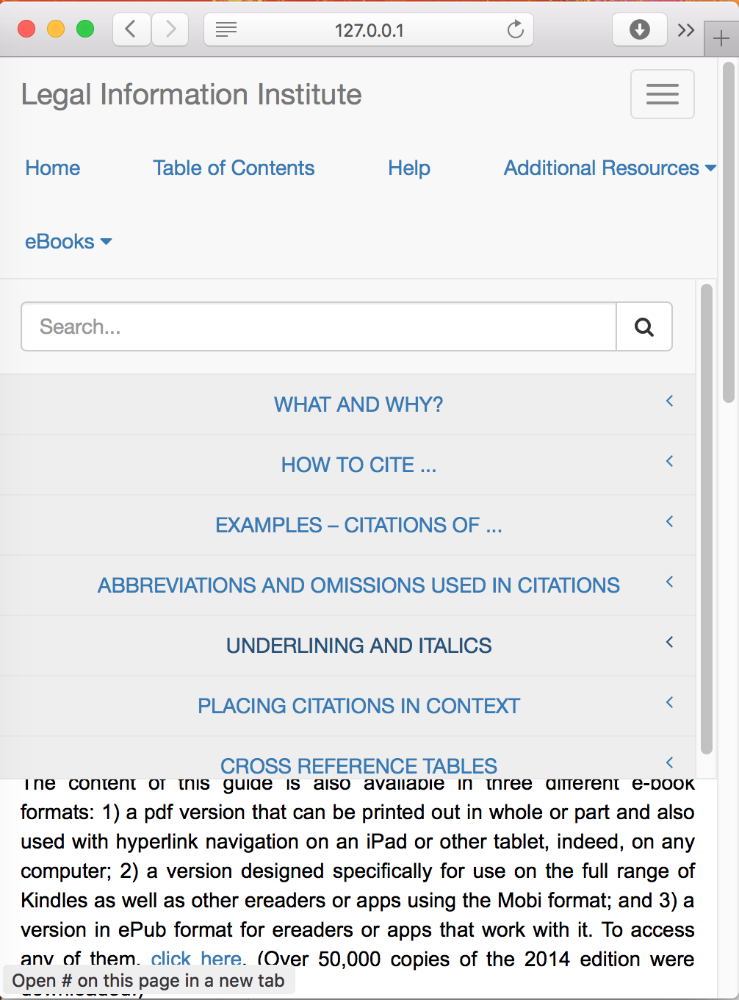 127.0.0.1
Legal Information Institute
Home Table of Contents Help Additional Resources
eBooks
Search...
WHAT AND WHY?
HOW TO CITE ...
EXAMPLES – CITATIONS OF ...
ABBREVIATIONS AND OMISSIONS USED IN CITATIONS
UNDERLINING AND ITALICS
PLACING CITATIONS IN CONTEXT
CROSS REFERENCE TABLES
The content of this guide is also available in three different e-book
formats: 1) a pdf version that can be printed out in whole or part and also
used with hyperlink navigation on an iPad or other tablet, indeed, on any
computer; 2) a version designed specifically for use on the full range of
Kindles as well as other ereaders or apps using the Mobi format; and 3) a
version in ePub format for ereaders or apps that work with it. To access
any of them, click here. (Over 50,000 copies of the 2014 edition were
Open # on this page in a new tab